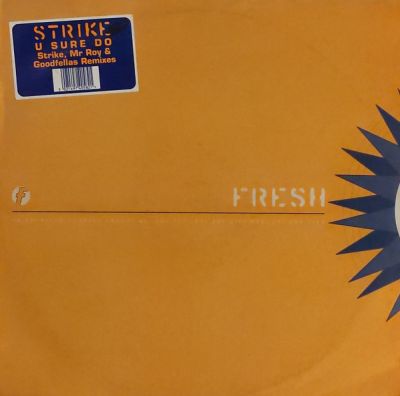 STRIKE
U SURE DO
Strike, Mr Roy &
Goodfellas Remixes
f
FRESH